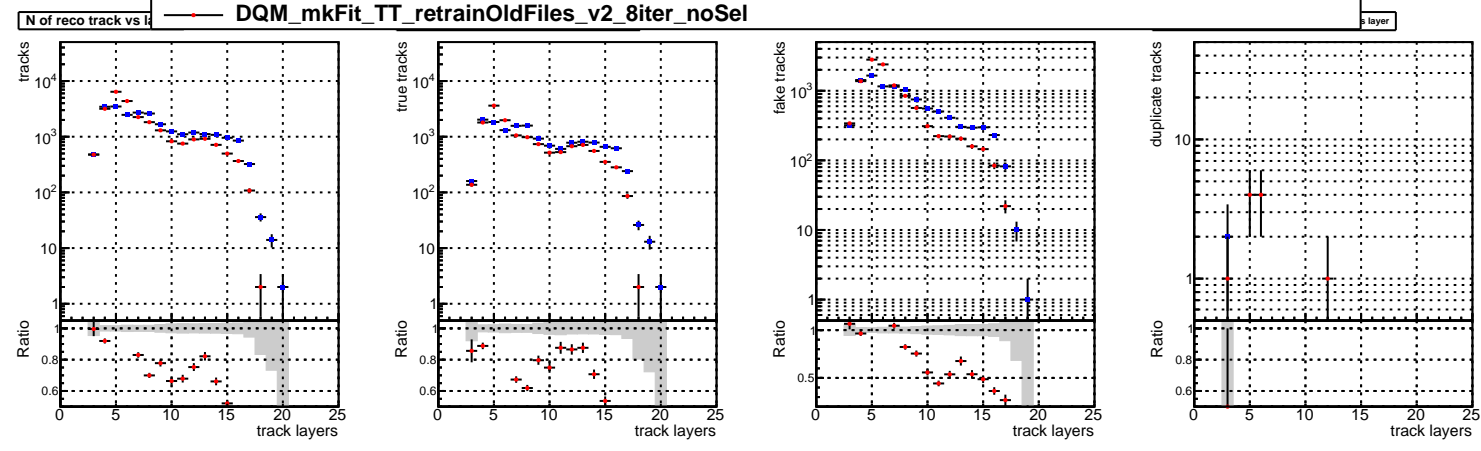 DQM_mkFit_TT_retrainOldFiles_v2_8iter_noSel
N of reco track vs la
s layer
tracks
10⁴
10³
10²
10
1
Ratio
1
0.8
0.6
0 5 10 15 20 25
track layers
true tracks
10⁴
10³
10²
10
1
Ratio
1
0.8
0.6
0 5 10 15 20 25
track layers
fake tracks
10³
10²
10
1
Ratio
1
0.5
0 5 10 15 20 25
track layers
duplicate tracks
10
1
Ratio
1
0.8
0.6
0 5 10 15 20 25
track layers